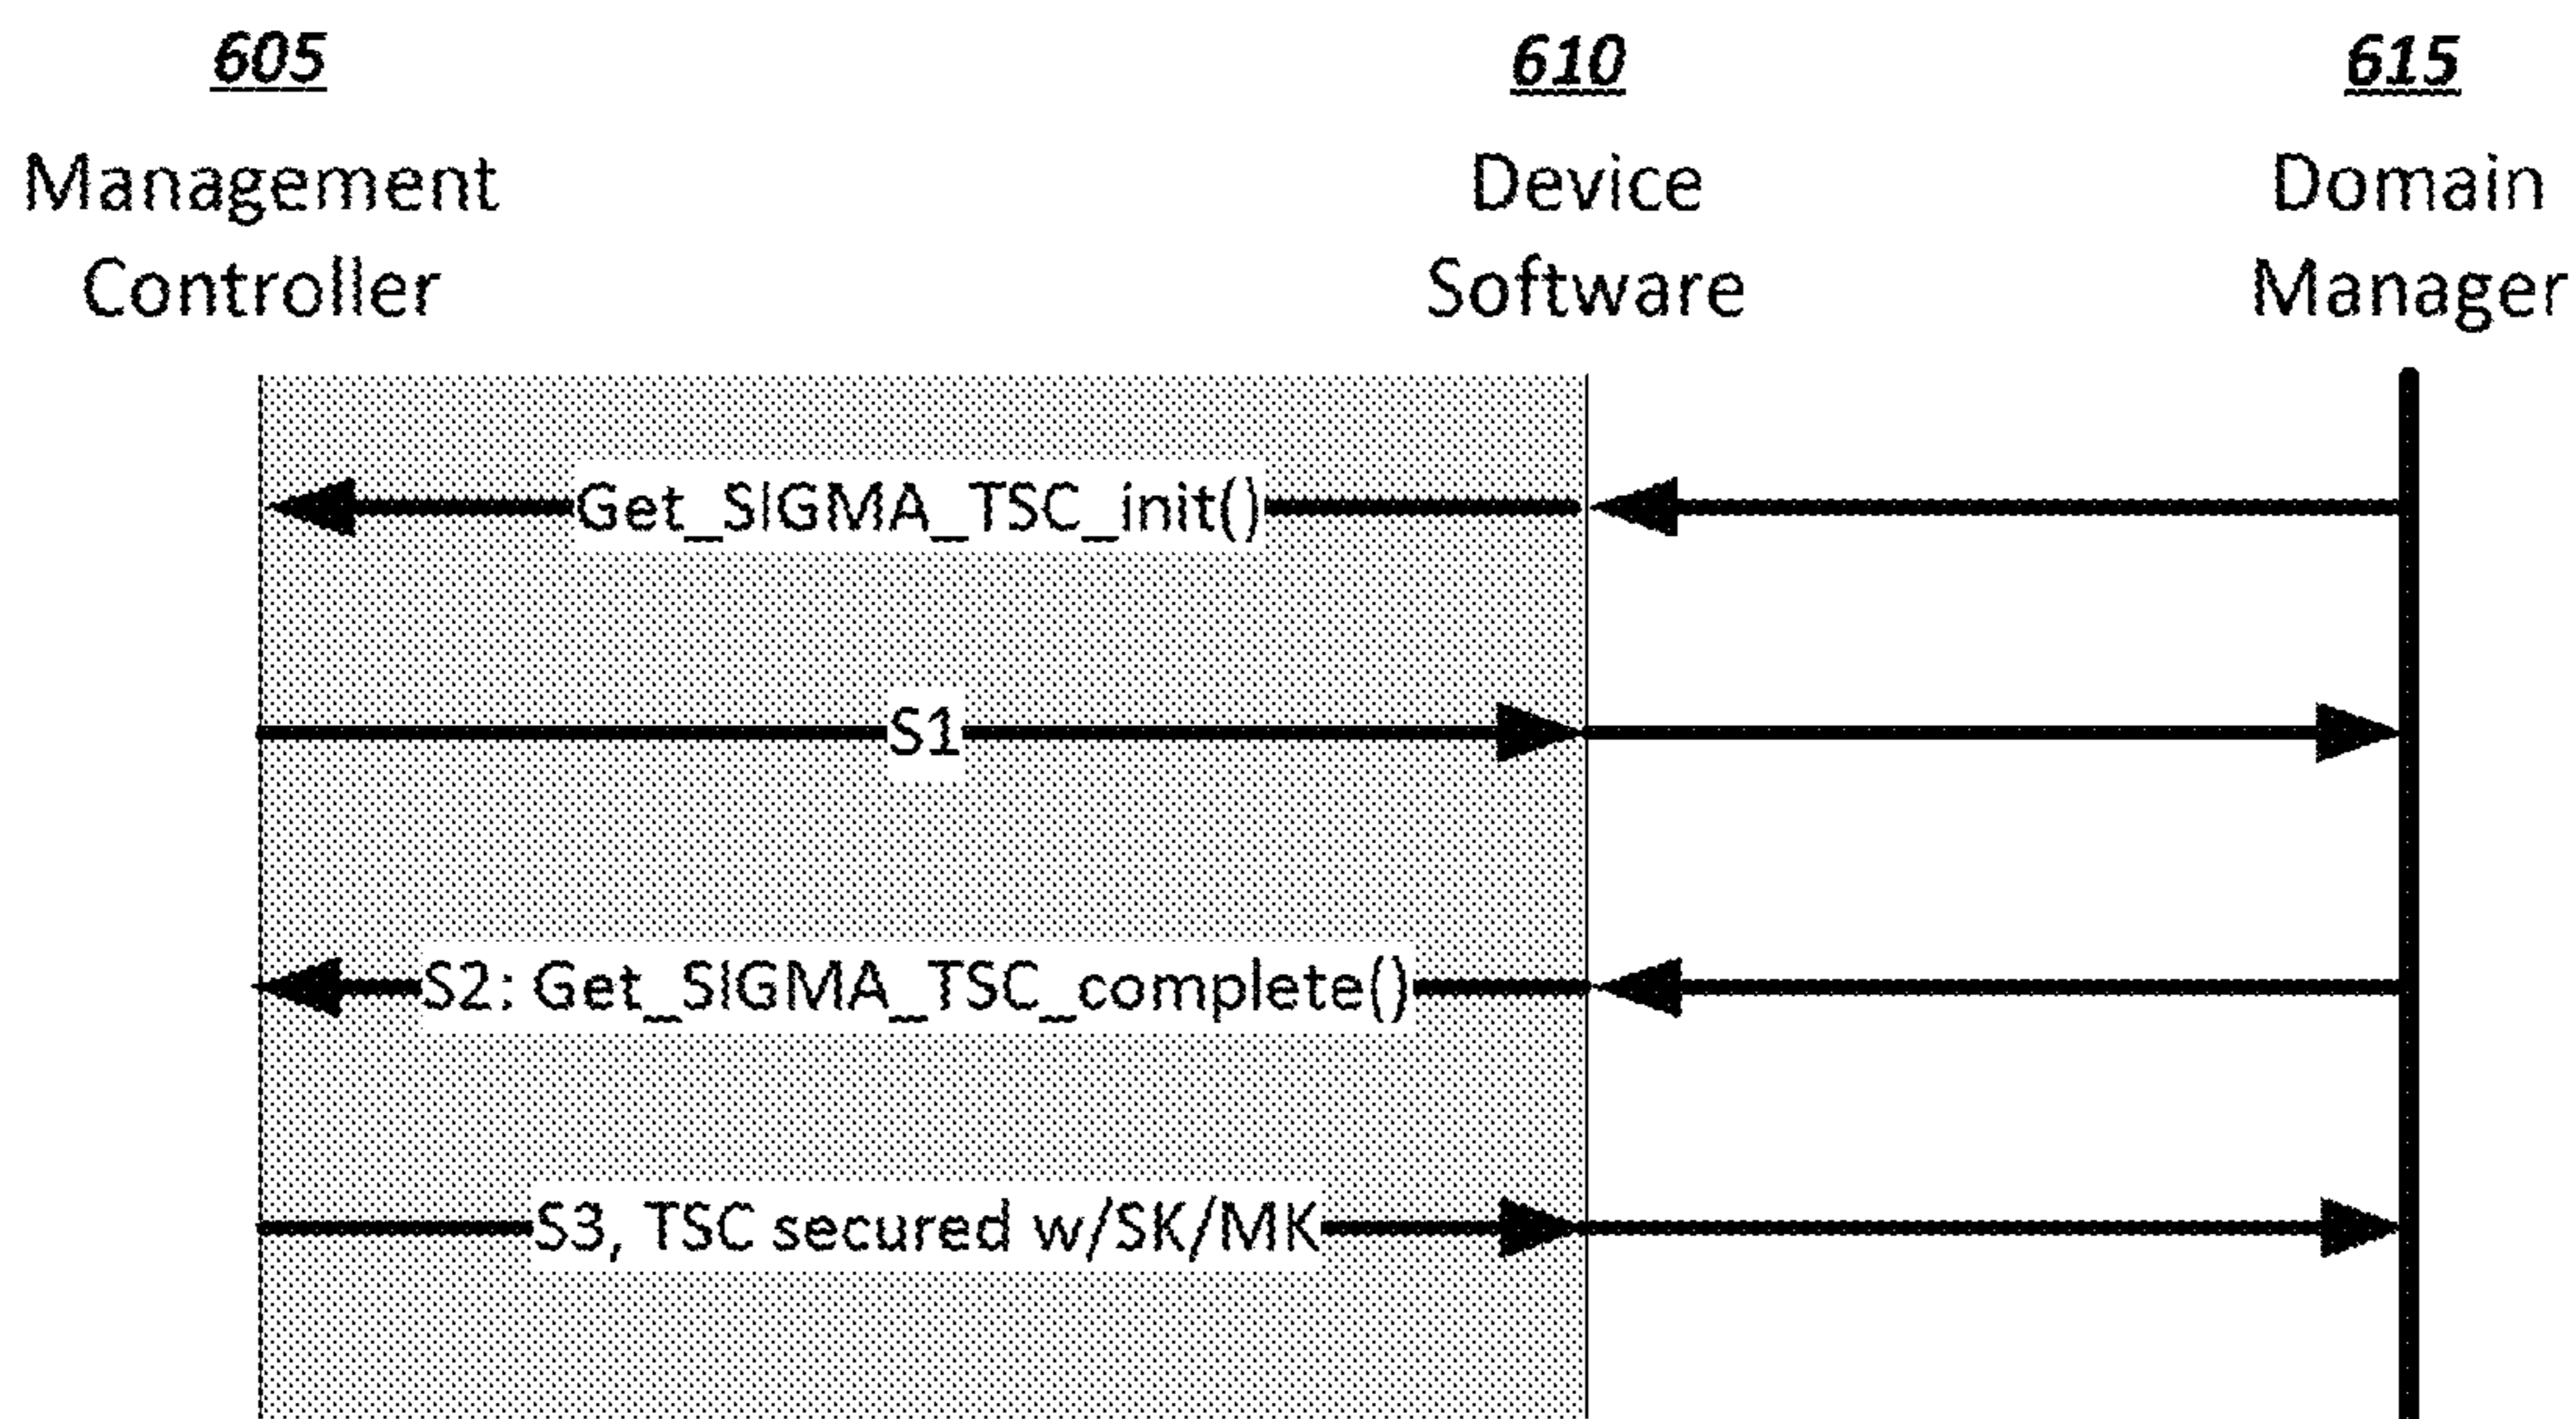 605
Management
Controller
610
Device
Software
615
Domain
Manager
Get_SIGMA_TSC_init()
S1
S2: Get_SIGMA_TSC_complete()
S3, TSC secured w/SK/MK